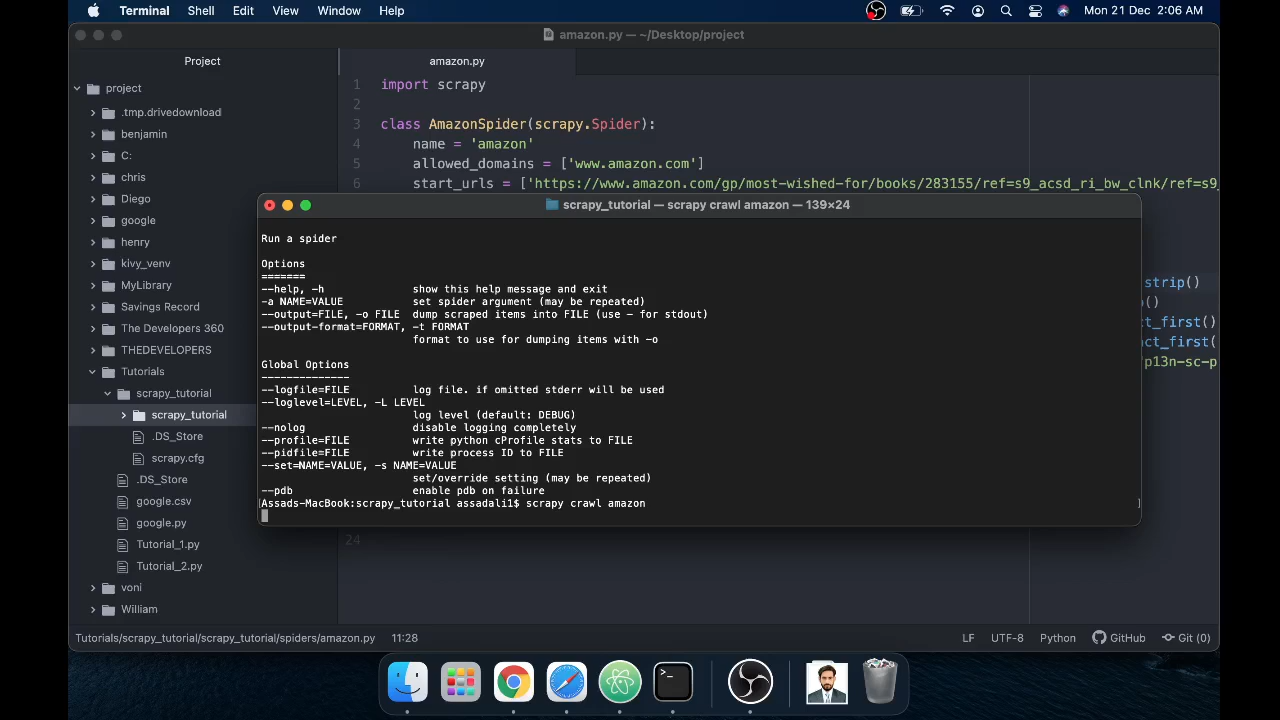 Terminal Shell Edit View Window Help Mon 21 Dec 2:06 AM
amazon.py — ~/Desktop/project
Project
amazon.py
project
.tmp.drivedownload
benjamin
C:
chris
Diego
google
henry
kivy_venv
MyLibrary
Savings Record
The Developers 360
THEDEVELOPERS
Tutorials
scrapy_tutorial
scrapy_tutorial
.DS_Store
scrapy.cfg
.DS_Store
google.csv
google.py
Tutorial_1.py
Tutorial_2.py
voni
William
1 import scrapy
2
3 class AmazonSpider(scrapy.Spider):
4 name = 'amazon'
5 allowed_domains = ['www.amazon.com']
6 start_urls = ['https://www.amazon.com/gp/most-wished-for/books/283155/ref=s9_acsd_ri_bw_clnk/ref=s9_
strip()
()
ct_first()
ct_first(
'p13n-sc-p
24
scrapy_tutorial — scrapy crawl amazon — 139×24
Run a spider
Options
=======
--help, -h show this help message and exit
-a NAME=VALUE set spider argument (may be repeated)
--output=FILE, -o FILE dump scraped items into FILE (use - for stdout)
--output-format=FORMAT, -t FORMAT
format to use for dumping items with -o
Global Options
--------------
--logfile=FILE log file. if omitted stderr will be used
--loglevel=LEVEL, -L LEVEL
log level (default: DEBUG)
--nolog disable logging completely
--profile=FILE write python cProfile stats to FILE
--pidfile=FILE write process ID to FILE
--set=NAME=VALUE, -s NAME=VALUE
set/override setting (may be repeated)
--pdb enable pdb on failure
[Assads-MacBook:scrapy_tutorial assadali1$ scrapy crawl amazon ]
Tutorials/scrapy_tutorial/scrapy_tutorial/spiders/amazon.py 11:28 LF UTF-8 Python GitHub Git (0)